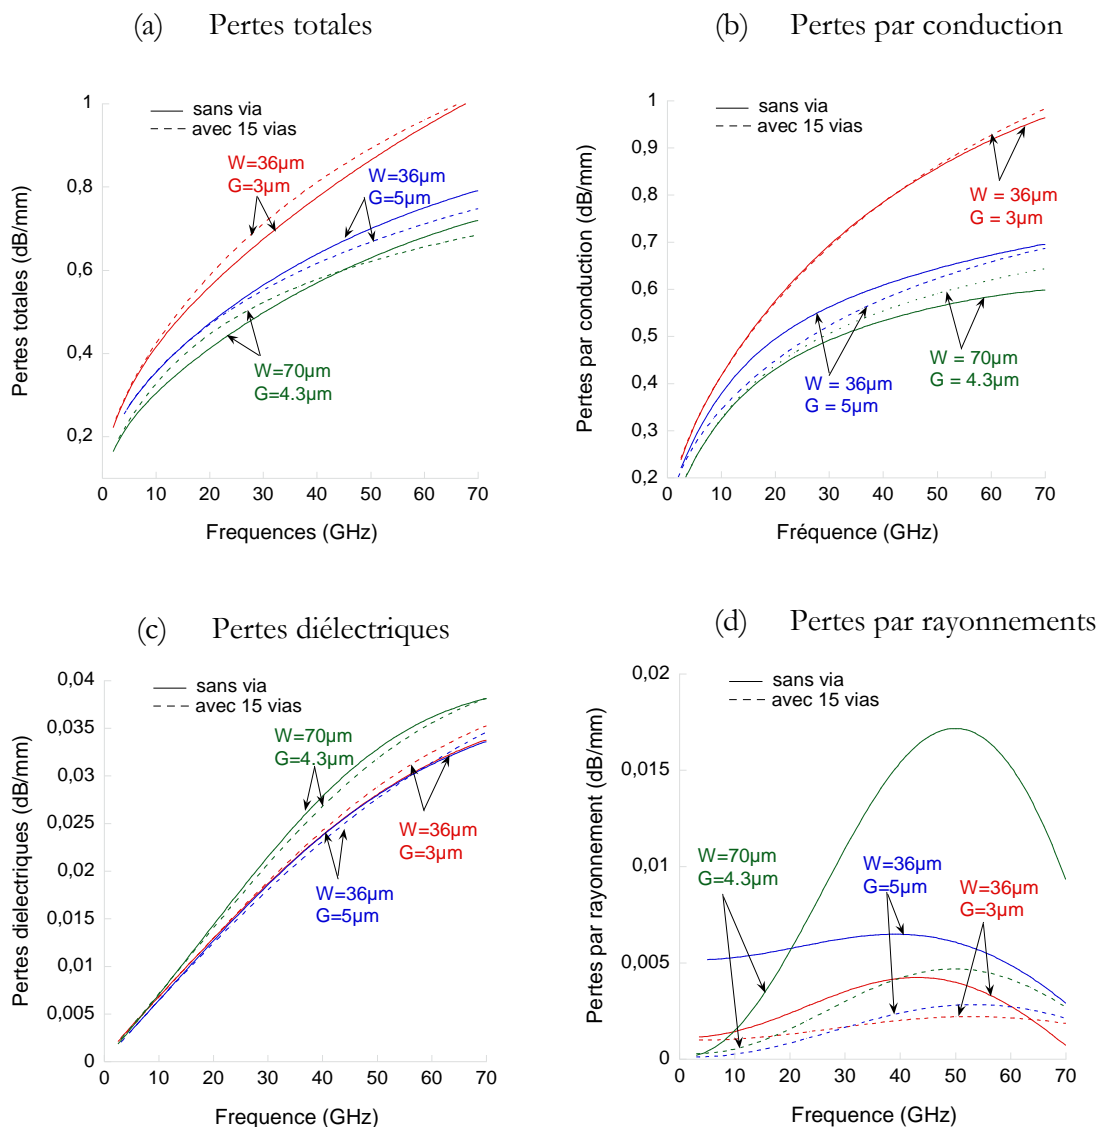 (a) Pertes totales
Pertes totales (dB/mm)
1
0,8
0,6
0,4
0,2
sans via
avec 15 vias
W=36µm
G=3µm
W=36µm
G=5µm
W=70µm
G=4.3µm
0 10 20 30 40 50 60 70
Frequences (GHz)
(b) Pertes par conduction
Pertes par conduction (dB/mm)
1
0,9
0,8
0,7
0,6
0,5
0,4
0,3
0,2
sans via
avec 15 vias
W = 36µm
G = 3µm
W = 70µm
G = 4.3µm
W = 36µm
G = 5µm
0 10 20 30 40 50 60 70
Fréquence (GHz)
(c) Pertes diélectriques
Pertes dielectriques (dB/mm)
0,04
0,035
0,03
0,025
0,02
0,015
0,01
0,005
0
sans via
avec 15 vias
W=70µm
G=4.3µm
W=36µm
G=3µm
W=36µm
G=5µm
0 10 20 30 40 50 60 70
Frequence (GHz)
(d) Pertes par rayonnements
Pertes par rayonnement (dB/mm)
0,02
0,015
0,01
0,005
0
sans via
avec 15 vias
W=70µm
G=4.3µm
W=36µm
G=5µm
W=36µm
G=3µm
0 10 20 30 40 50 60 70
Fréquence (GHz)